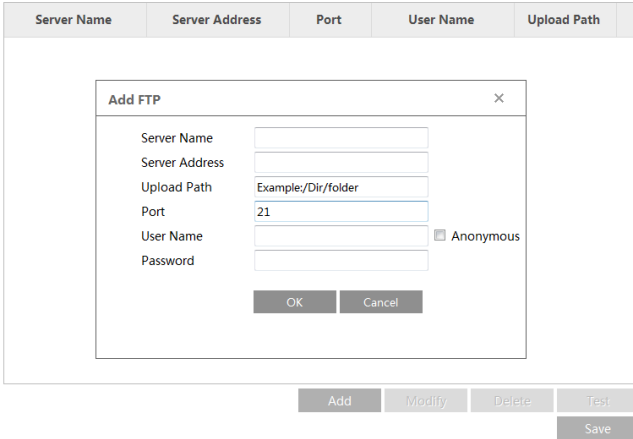 Server Name Server Address Port User Name Upload Path
Add FTP ×
Server Name
Server Address
Upload Path Example:/Dir/folder
Port 21
User Name Anonymous
Password
OK Cancel
Add Modify Delete Test
Save